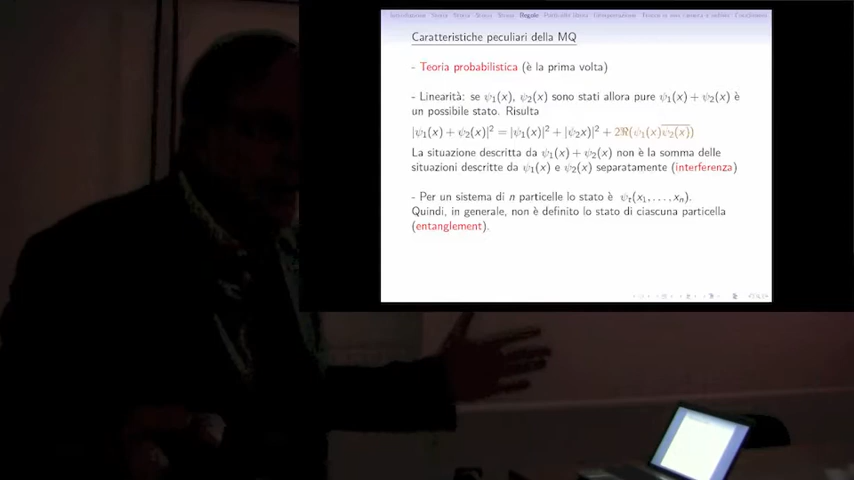 Regole
Caratteristiche peculiari della MQ
- Teoria probabilistica (è la prima volta)
- Linearità: se ψ₁(x), ψ₂(x) sono stati allora pure ψ₁(x) + ψ₂(x) è
un possibile stato. Risulta
|ψ₁(x) + ψ₂(x)|² = |ψ₁(x)|² + |ψ₂x)|² + 2ℜ(ψ₁(x)ψ₂(x)̅)
La situazione descritta da ψ₁(x) + ψ₂(x) non è la somma delle
situazioni descritte da ψ₁(x) e ψ₂(x) separatamente (interferenza)
- Per un sistema di n particelle lo stato è ψₜ(x₁, . . . , xₙ).
Quindi, in generale, non è definito lo stato di ciascuna particella
(entanglement).